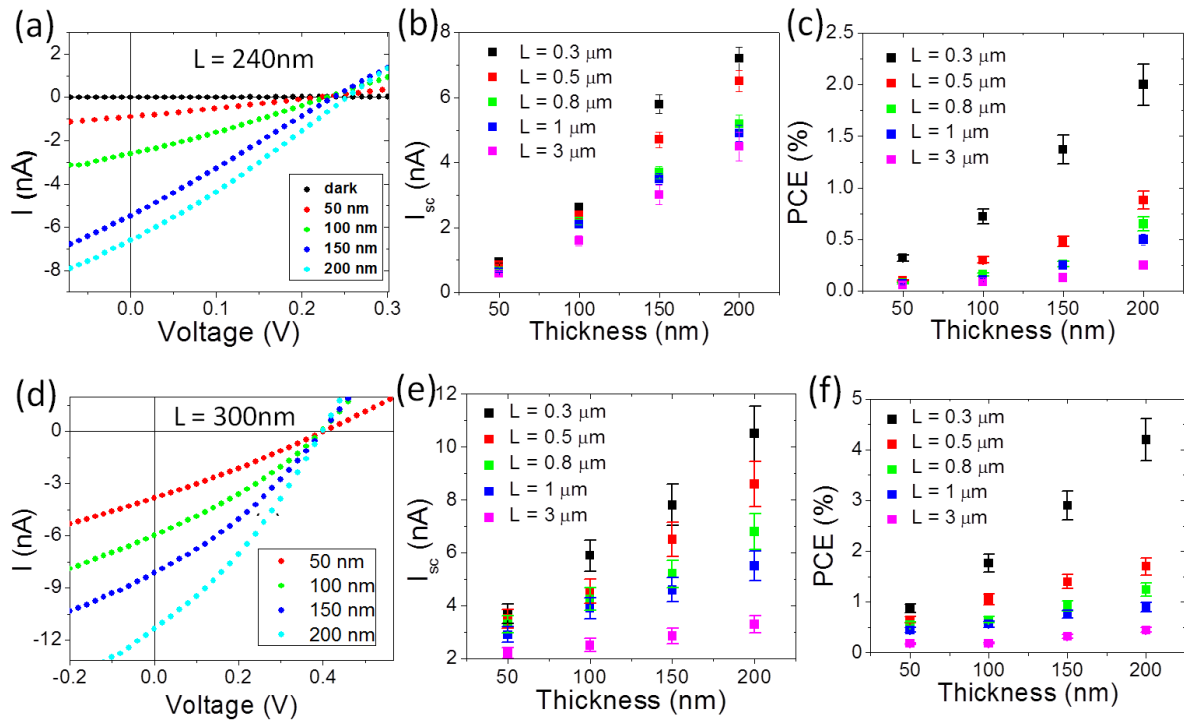 (a)
L = 240nm
I (nA)
0
-2
-4
-6
-8
dark
50 nm
100 nm
150 nm
200 nm
0.0 0.1 0.2 0.3
Voltage (V)
(b)
I sc (nA)
8
6
4
2
0
L = 0.3 μm
L = 0.5 μm
L = 0.8 μm
L = 1 μm
L = 3 μm
50 100 150 200
Thickness (nm)
(c)
PCE (%)
2.5
2.0
1.5
1.0
0.5
0.0
L = 0.3 μm
L = 0.5 μm
L = 0.8 μm
L = 1 μm
L = 3 μm
50 100 150 200
Thickness (nm)
(d)
L = 300nm
I (nA)
0
-3
-6
-9
-12
50 nm
100 nm
150 nm
200 nm
-0.2 0.0 0.2 0.4
Voltage (V)
(e)
I sc (nA)
12
10
8
6
4
2
L = 0.3 μm
L = 0.5 μm
L = 0.8 μm
L = 1 μm
L = 3 μm
50 100 150 200
Thickness (nm)
(f)
PCE (%)
5
4
3
2
1
0
L = 0.3 μm
L = 0.5 μm
L = 0.8 μm
L = 1 μm
L = 3 μm
50 100 150 200
Thickness (nm)